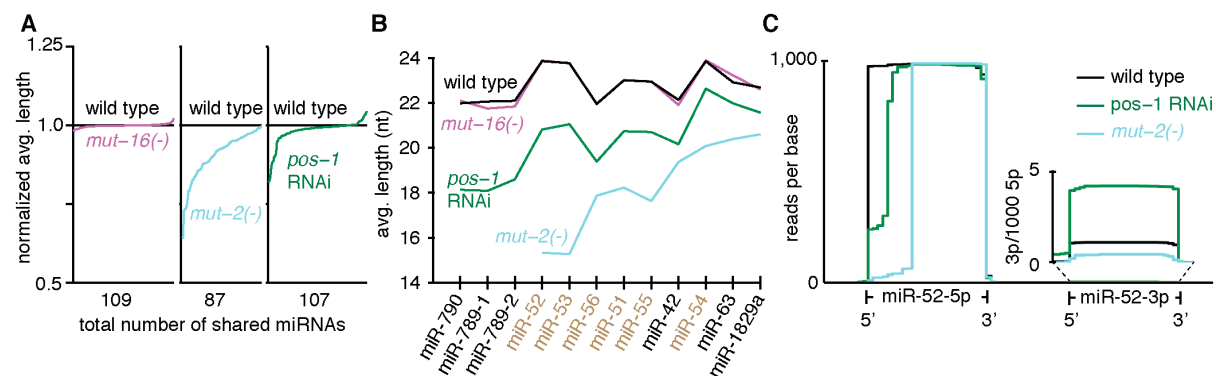 A
normalized avg. length
1.25
1.0
0.5
wild type
mut-16(-)
wild type
mut-2(-)
wild type
pos-1
RNAi
109
87
107
total number of shared miRNAs
B
avg. length (nt)
24
22
20
18
16
14
wild type
mut-16(-)
pos-1
RNAi
mut-2(-)
miR-790
miR-789-1
miR-789-2
miR-52
miR-53
miR-56
miR-51
miR-55
miR-42
miR-54
miR-63
miR-1829a
C
reads per base
1,000
0
wild type
pos-1 RNAi
mut-2(-)
3p/1000 5p
5
0
miR-52-5p
5'
3'
miR-52-3p
5'
3'